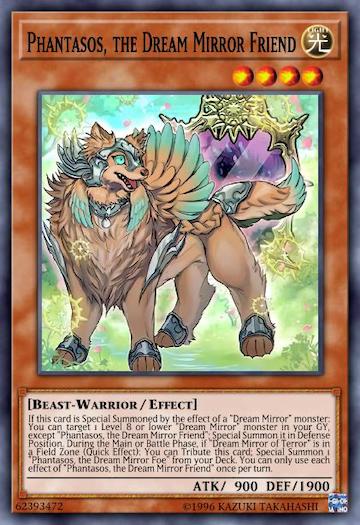 Phantasos, the Dream Mirror Friend
LIGHT
光
[Beast-Warrior / Effect]
If this card is Special Summoned by the effect of a "Dream Mirror" monster:
You can target 1 Level 8 or lower "Dream Mirror" monster in your GY,
except "Phantasos, the Dream Mirror Friend"; Special Summon it in Defense
Position. During the Main or Battle Phase, if "Dream Mirror of Terror" is in
a Field Zone (Quick Effect): You can Tribute this card; Special Summon 1
"Phantasos, the Dream Mirror Foe" from your Deck. You can only use each
effect of "Phantasos, the Dream Mirror Friend" once per turn.
ATK/ 900 DEF/1900
62393472
©1996 KAZUKI TAKAHASHI